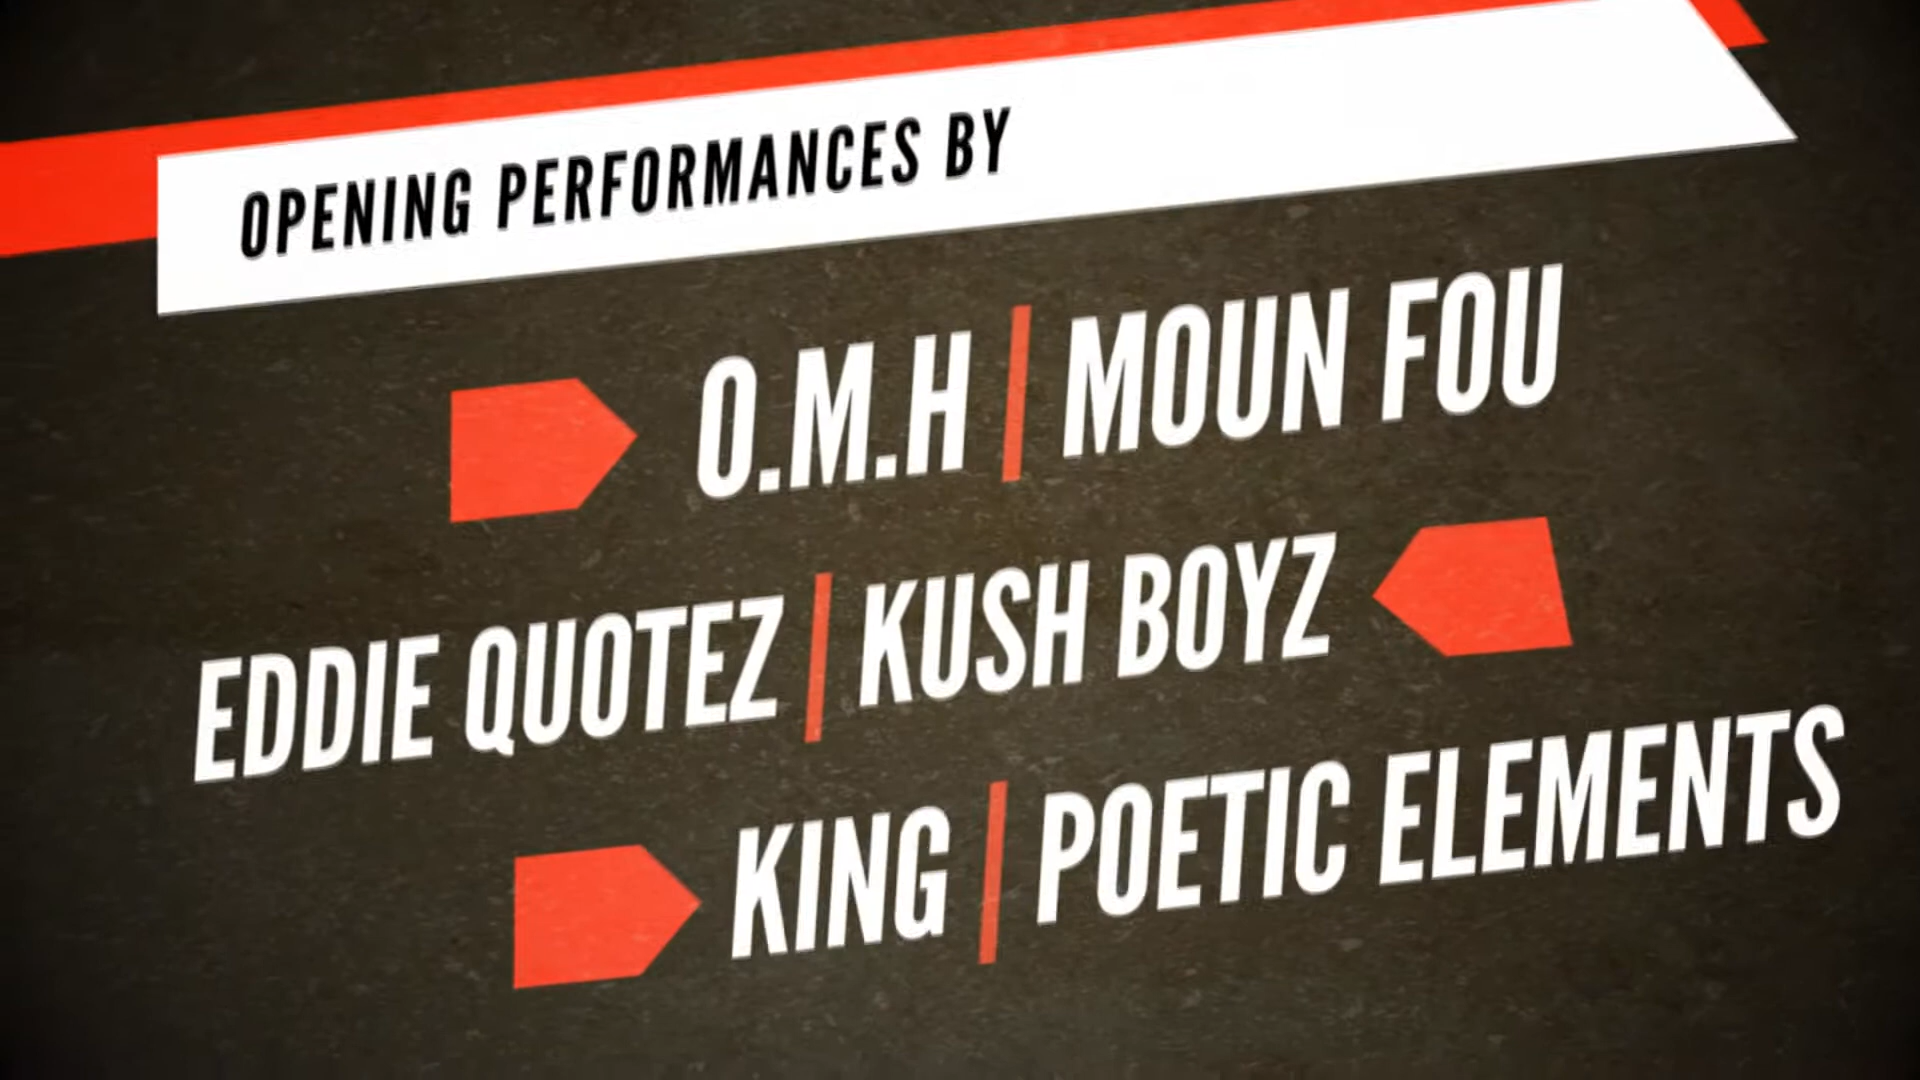 OPENING PERFORMANCES BY
O.M.H | MOUN FOU
EDDIE QUOTEZ | KUSH BOYZ
KING | POETIC ELEMENTS